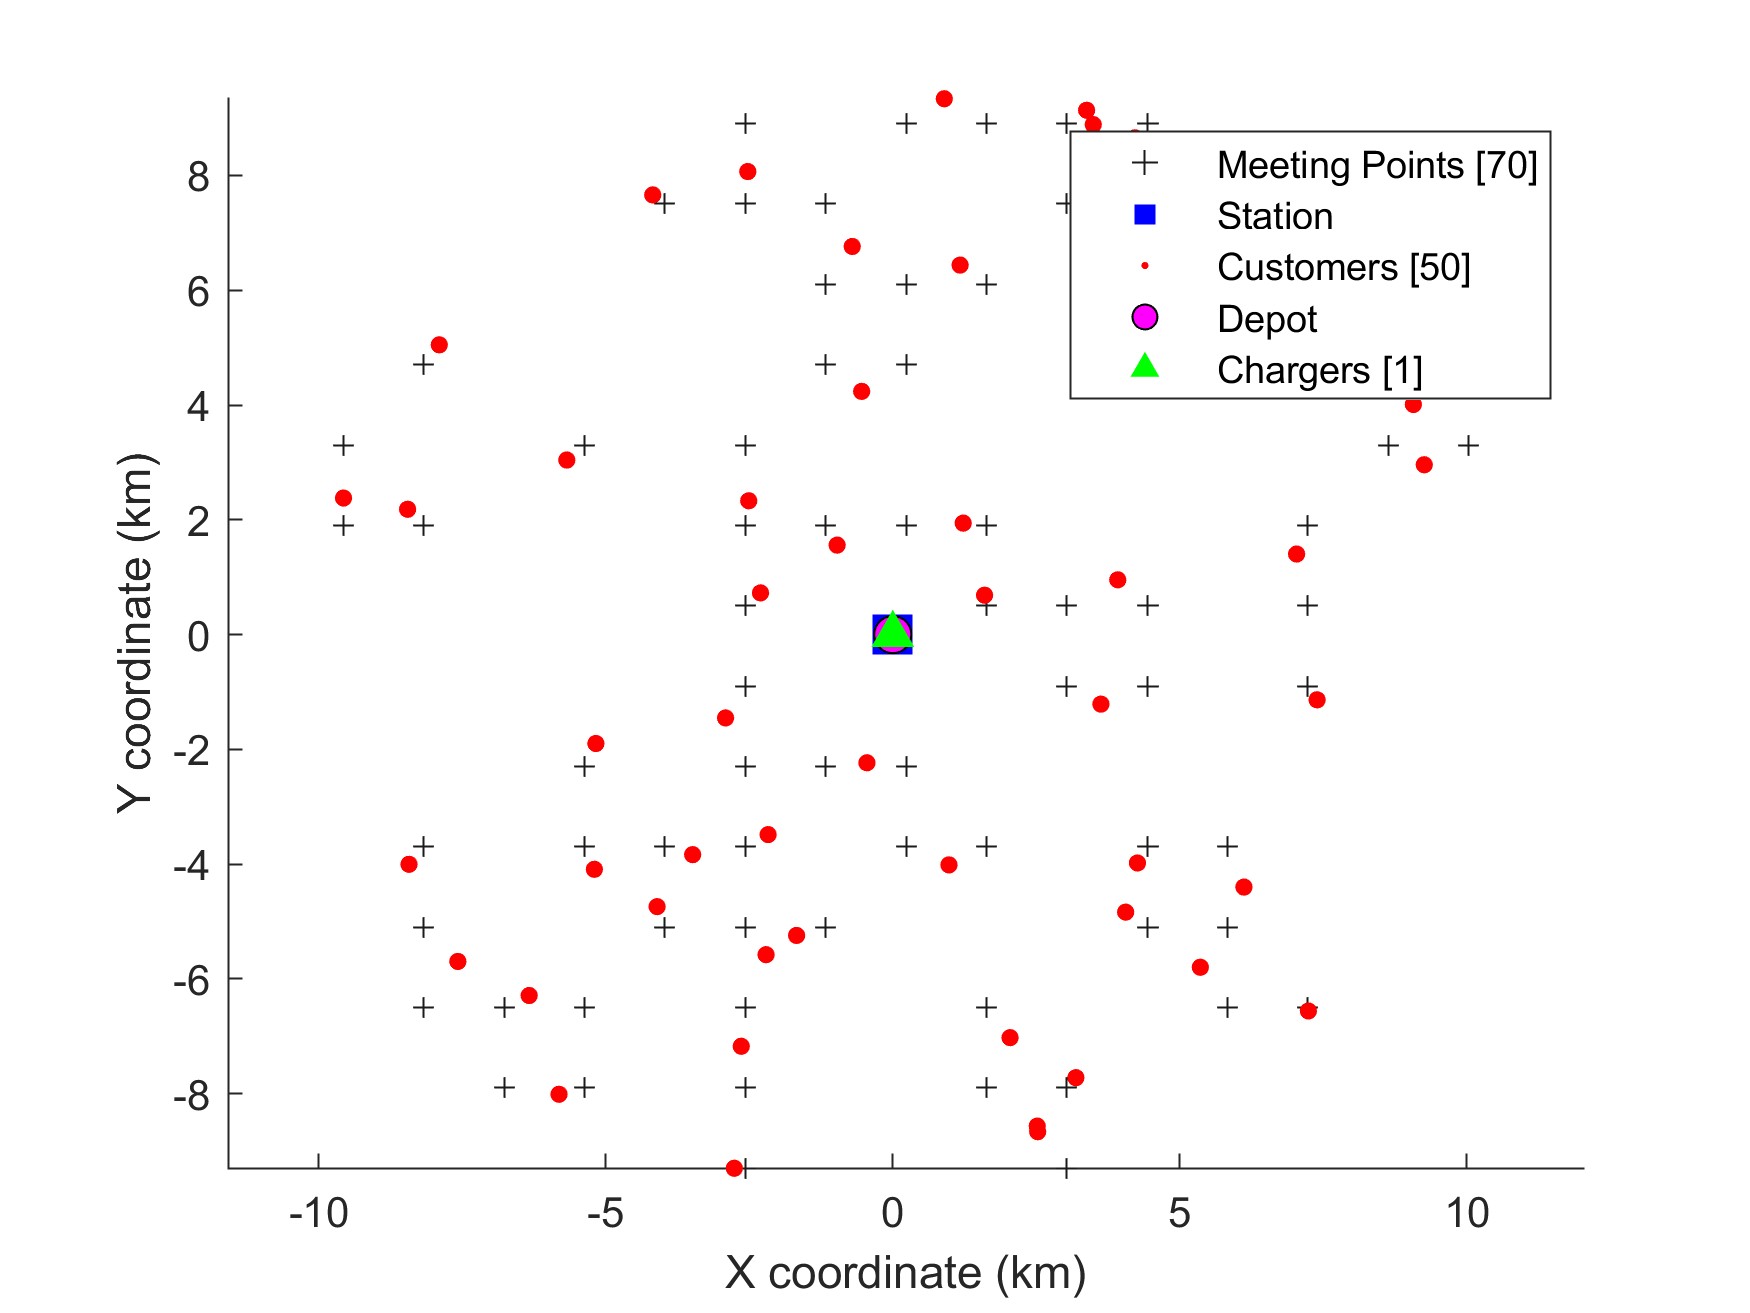 8
6
4
2
0
-2
-4
-6
-8
Y coordinate (km)
Meeting Points [70]
Station
Customers [50]
Depot
Chargers [1]
-10 -5 0 5 10
X coordinate (km)